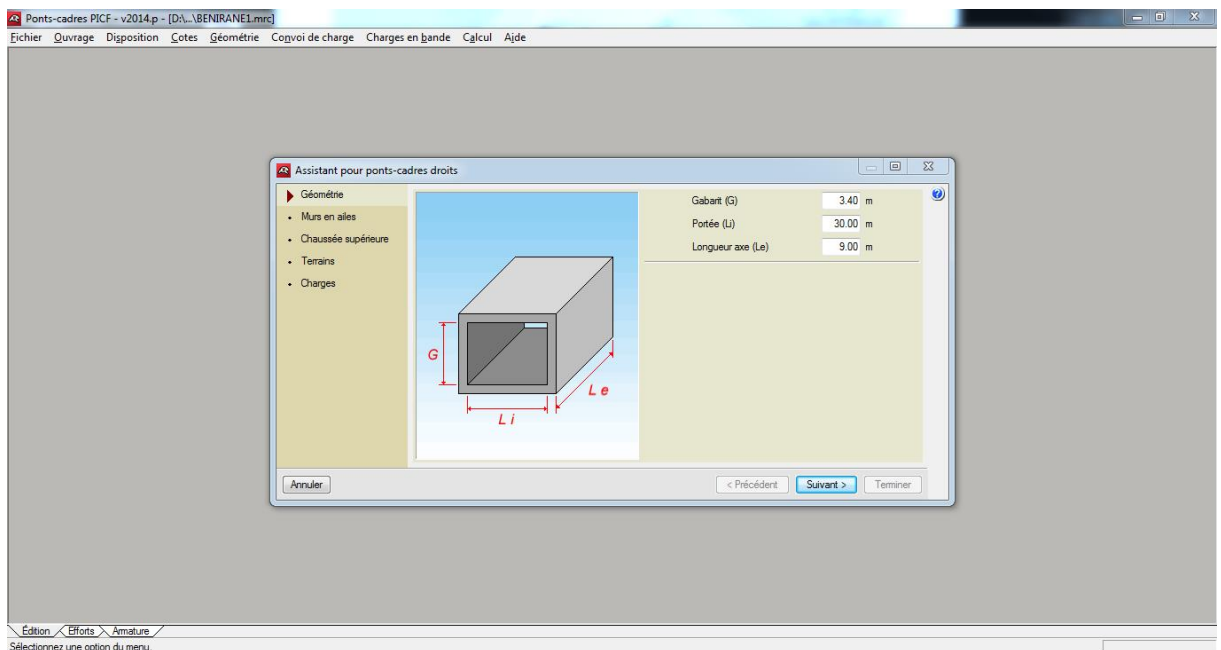 Ponts-cadres PICF - v2014.p - [D:\...\BENIRANE1.mrc]
Eichier Ouvrage Disposition Cotes Géométrie Convoi de charge Charges en bande Calcul Ajde
Assistant pour ponts-cadres droits
Géométrie
Murs en ailes
Chaussée supérieure
Terrains
Charges
G
L i
L e
Gabarit (G) 3.40 m
Portée (Li) 30.00 m
Longueur axe (Le) 9.00 m
Annuler < Précédent Suivant > Terminer
Édition Efforts Armature
Sélectionnez une option du menu.